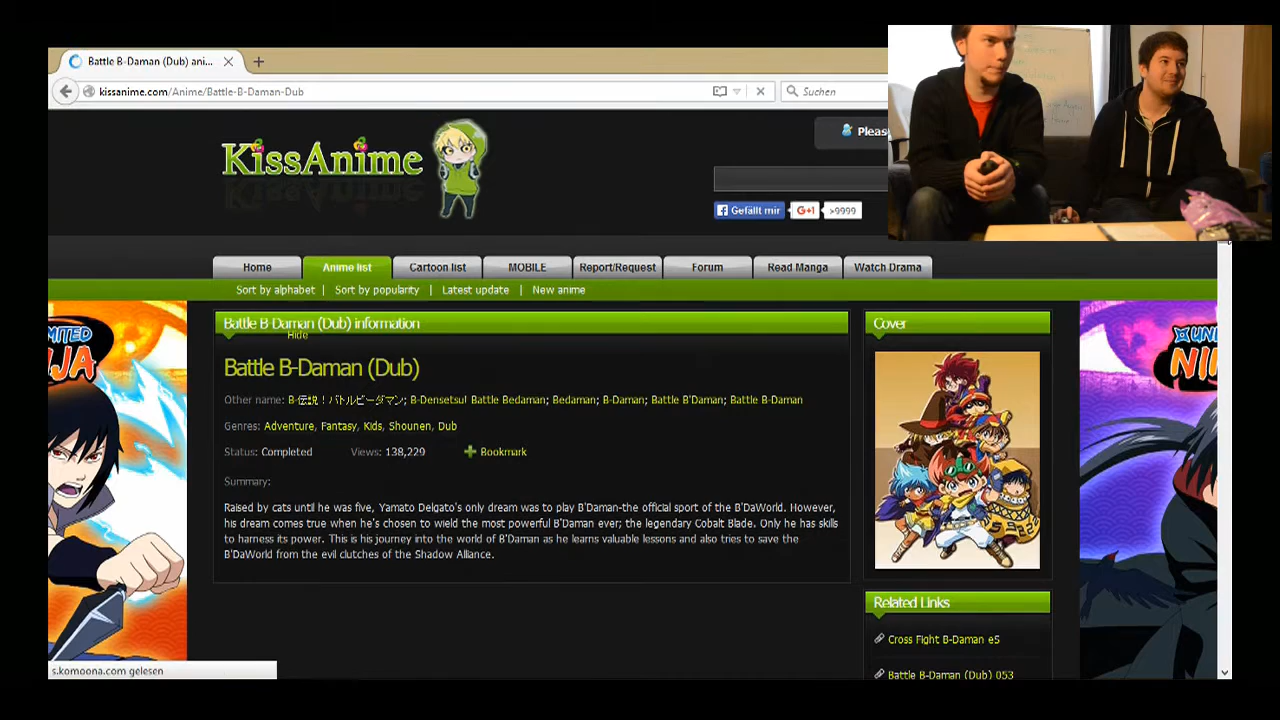 Battle B-Daman (Dub) ani...
kissanime.com/Anime/Battle-B-Daman-Dub
Suchen
KissAnime
Pleas
Gefällt mir
G+1
>9999
Home
Anime list
Cartoon list
MOBILE
Report/Request
Forum
Read Manga
Watch Drama
Sort by alphabet |
Sort by popularity |
Latest update |
New anime
MITED
JA
Battle B-Daman (Dub) information
Hide
Cover
UN
NIN
Battle B-Daman (Dub)
Other name: B-伝説！バトルビーダマン; B-Densetsu! Battle Bedaman; Bedaman; B-Daman; Battle B'Daman; Battle B-Daman
Genres: Adventure, Fantasy, Kids, Shounen, Dub
Status: Completed
Views: 138,229
Bookmark
Summary:
Raised by cats until he was five, Yamato Delgato's only dream was to play B'Daman-the official sport of the B'DaWorld. However,
his dream comes true when he's chosen to wield the most powerful B'Daman ever; the legendary Cobalt Blade. Only he has skills
to harness its power. This is his journey into the world of B'Daman as he learns valuable lessons and also tries to save the
B'DaWorld from the evil clutches of the Shadow Alliance.
Related Links
Cross Fight B-Daman eS
Battle B-Daman (Dub) 053
s.komoona.com gelesen